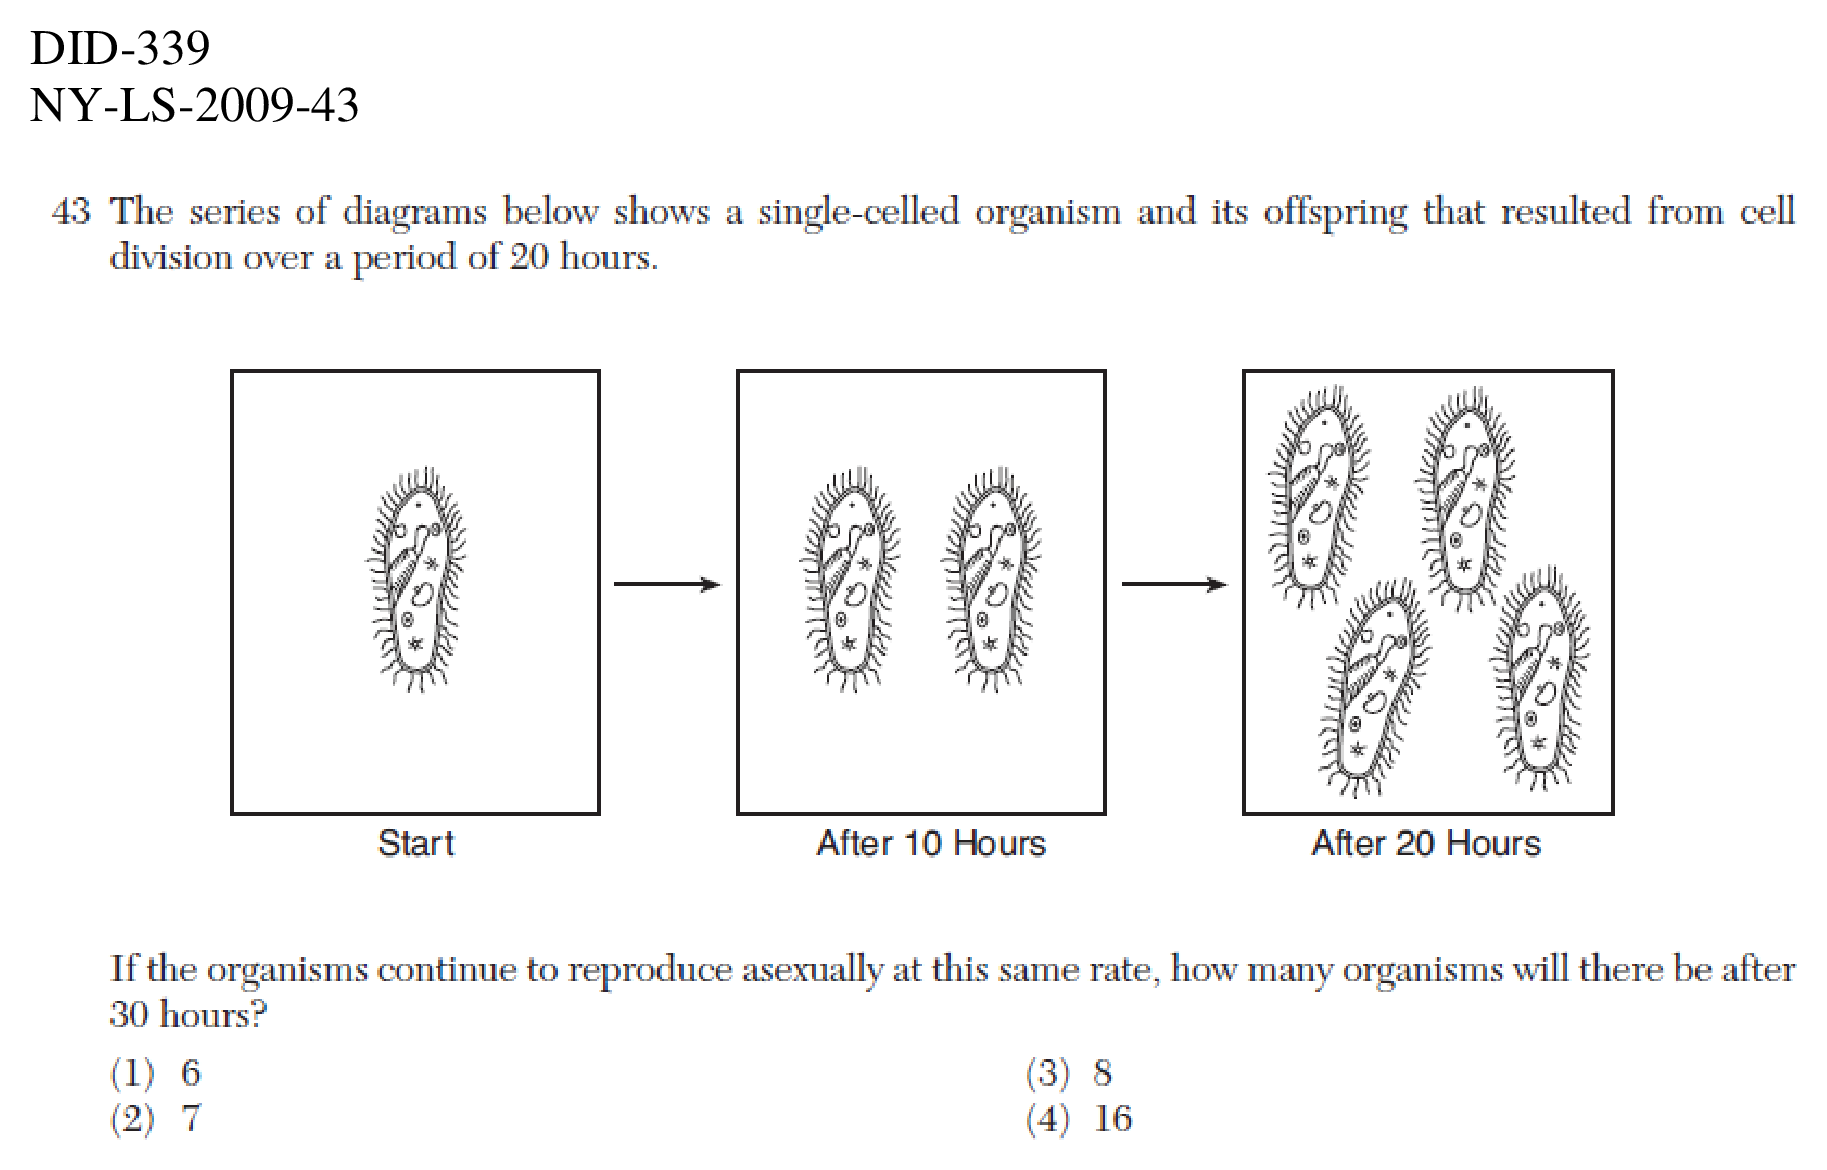 DID-339
NY-LS-2009-43
43 The series of diagrams below shows a single-celled organism and its offspring that resulted from cell
division over a period of 20 hours.
Start
After 10 Hours
After 20 Hours
If the organisms continue to reproduce asexually at this same rate, how many organisms will there be after
30 hours?
(1) 6
(2) 7
(3) 8
(4) 16